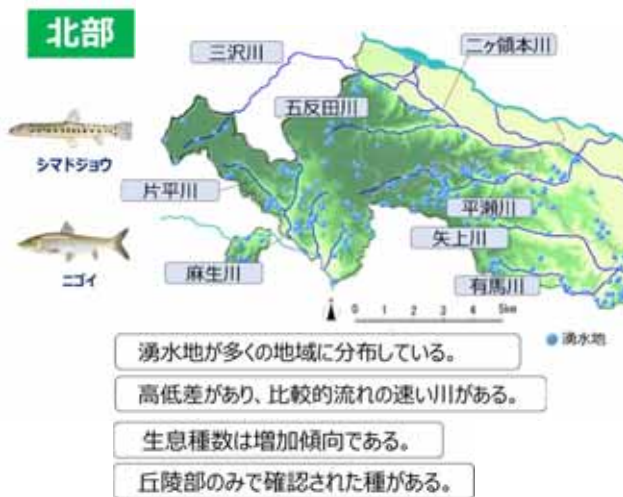 北部
三沢川
二ヶ領本川
五反田川
シマドジョウ
片平川
平瀬川
矢上川
ニゴイ
麻生川
有馬川
0 1 2 3 4 5km
湧水地
湧水地が多くの地域に分布している。
高低差があり、比較的流れの速い川がある。
生息種数は増加傾向である。
丘陵部のみで確認された種がある。